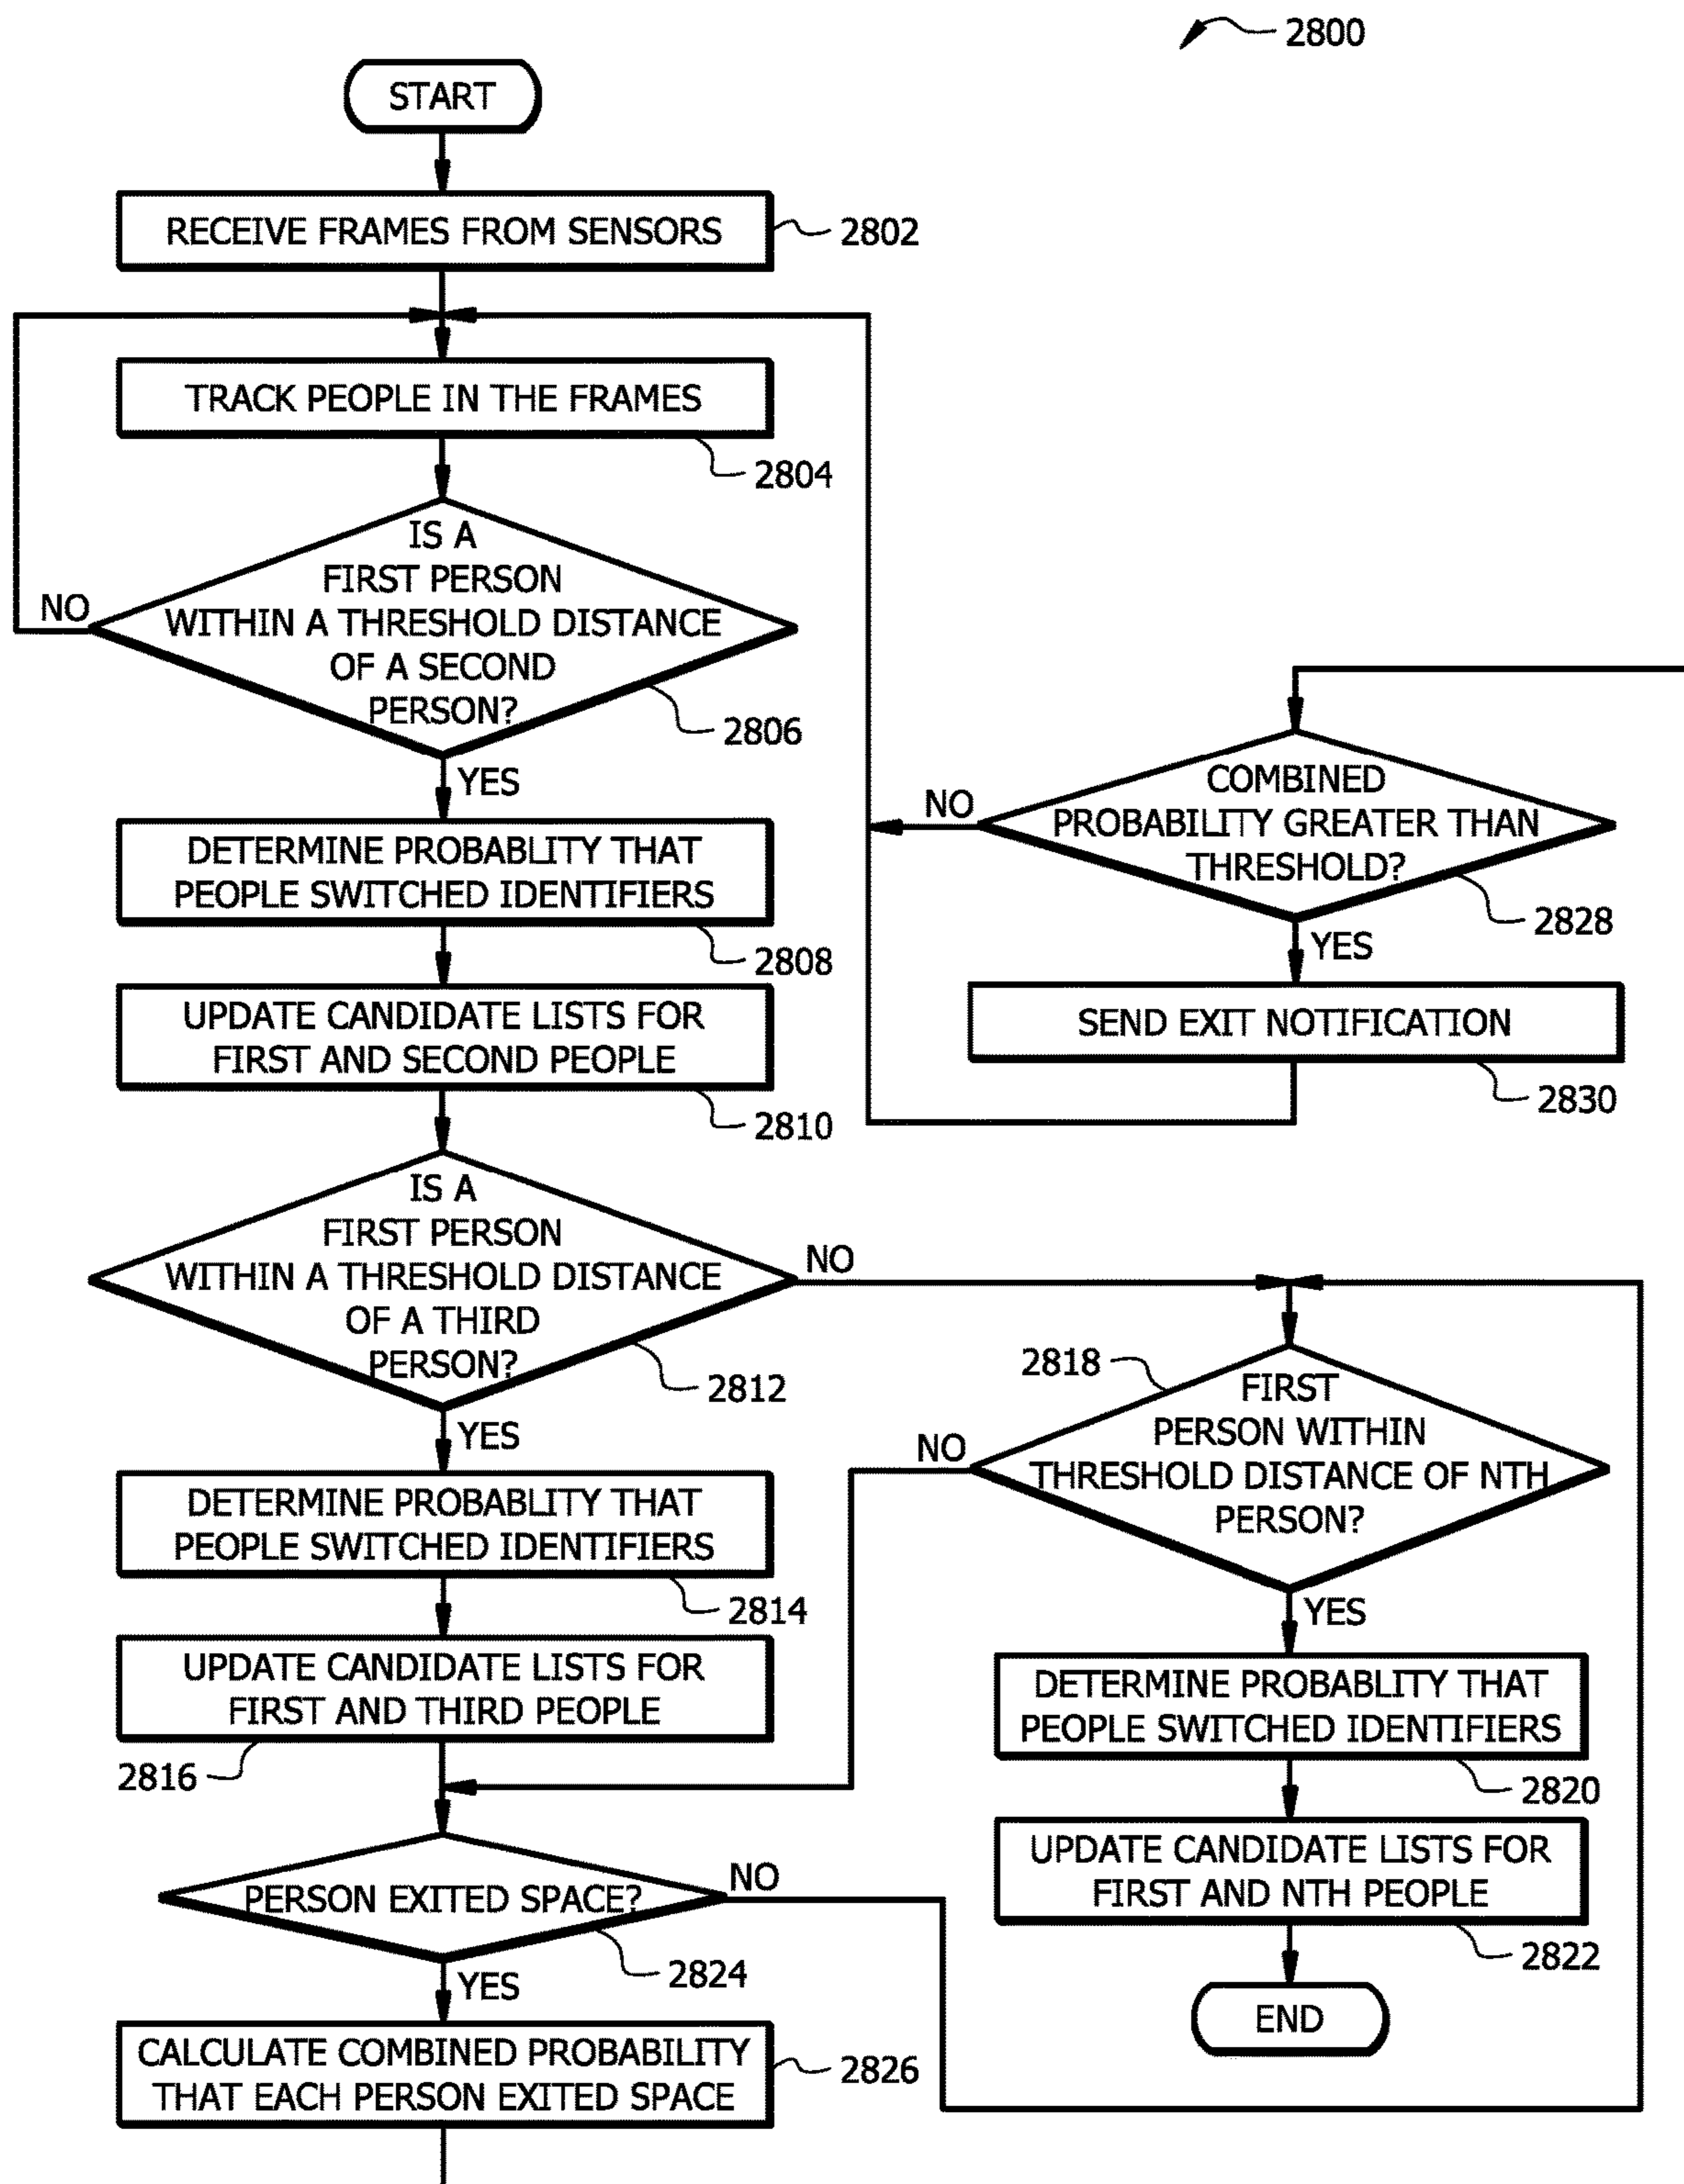 2800
START
RECEIVE FRAMES FROM SENSORS
2802
TRACK PEOPLE IN THE FRAMES
2804
IS A
FIRST PERSON
WITHIN A THRESHOLD DISTANCE
OF A SECOND
PERSON?
NO
2806
YES
DETERMINE PROBABLITY THAT
PEOPLE SWITCHED IDENTIFIERS
2808
UPDATE CANDIDATE LISTS FOR
FIRST AND SECOND PEOPLE
2810
IS A
FIRST PERSON
WITHIN A THRESHOLD DISTANCE
OF A THIRD
PERSON?
NO
2812
YES
DETERMINE PROBABLITY THAT
PEOPLE SWITCHED IDENTIFIERS
2814
UPDATE CANDIDATE LISTS FOR
FIRST AND THIRD PEOPLE
2816
PERSON EXITED SPACE?
NO
2824
YES
CALCULATE COMBINED PROBABILITY
THAT EACH PERSON EXITED SPACE
2826
COMBINED
PROBABILITY GREATER THAN
THRESHOLD?
NO
2828
YES
SEND EXIT NOTIFICATION
2830
2818
FIRST
PERSON WITHIN
THRESHOLD DISTANCE OF NTH
PERSON?
NO
YES
DETERMINE PROBABLITY THAT
PEOPLE SWITCHED IDENTIFIERS
2820
UPDATE CANDIDATE LISTS FOR
FIRST AND NTH PEOPLE
2822
END